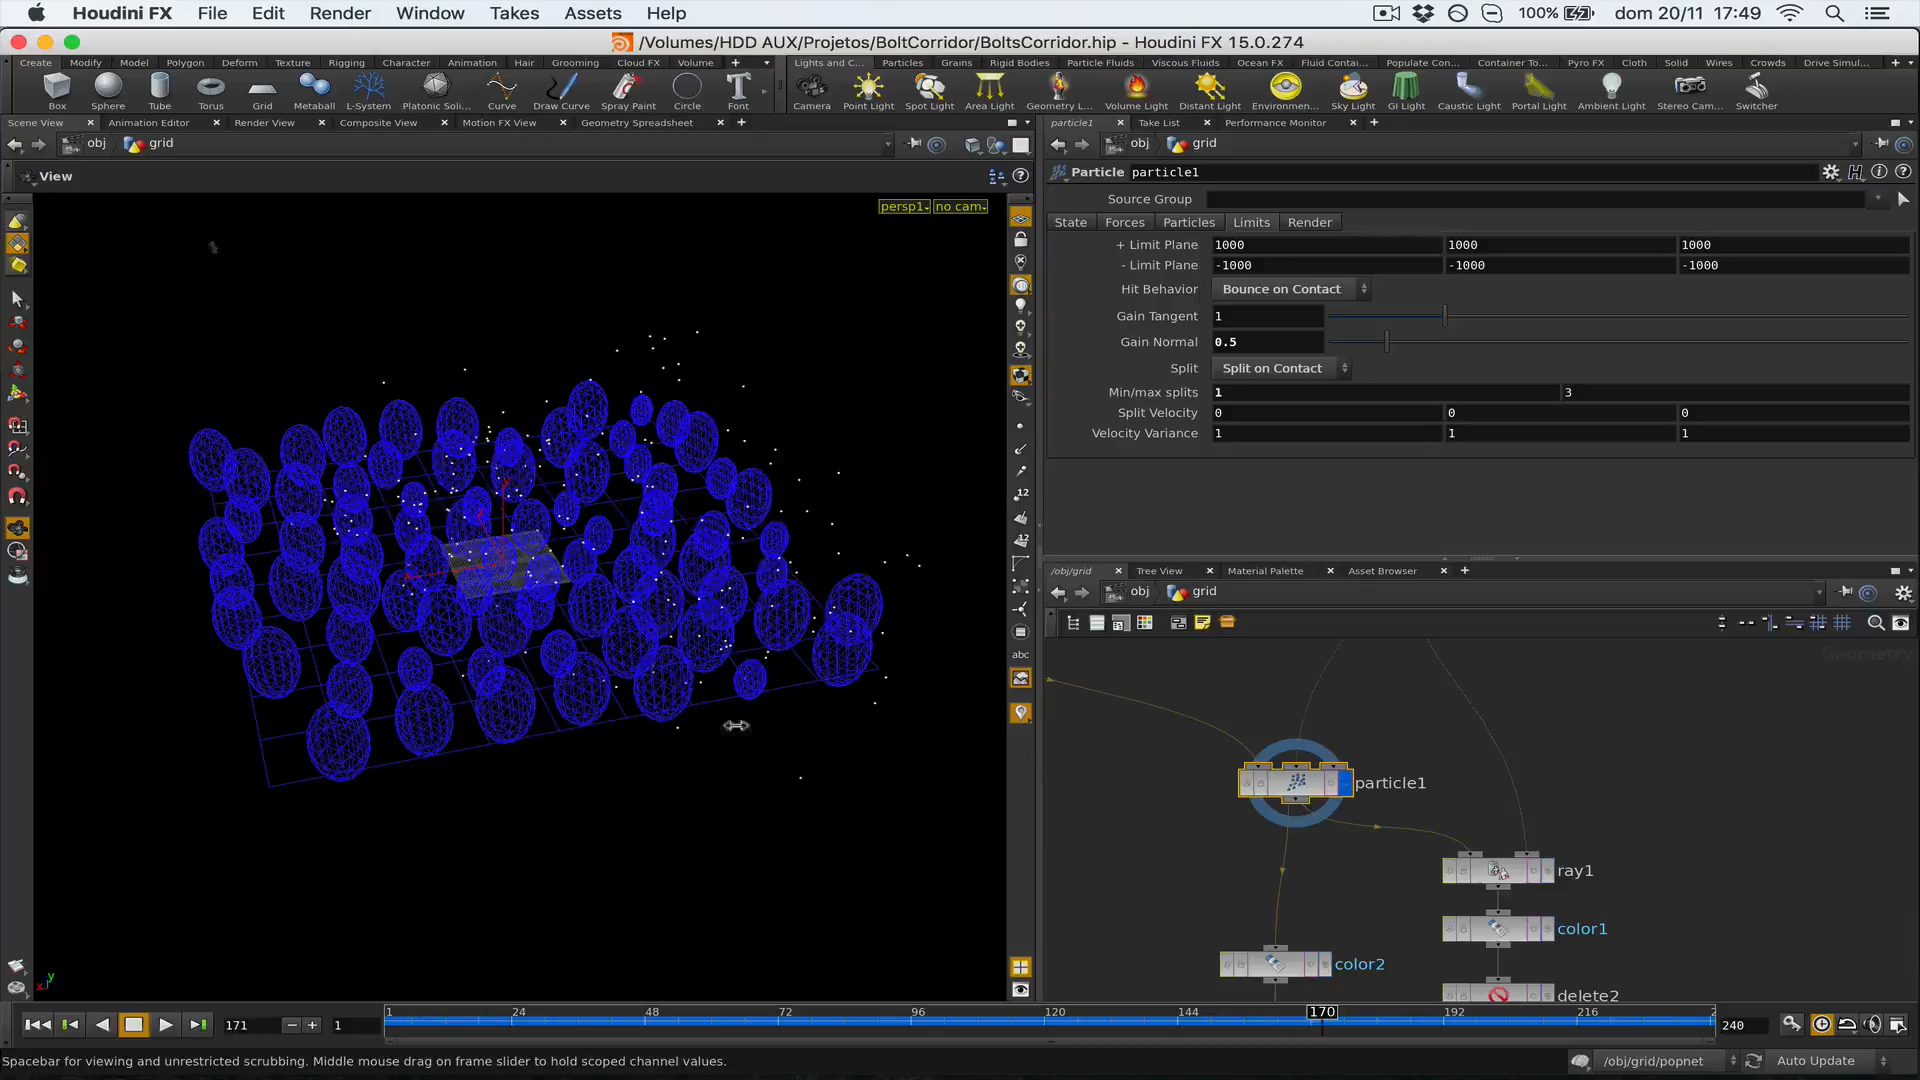 Houdini FX File Edit Render Window Takes Assets Help 100% dom 20/11 17:49
/Volumes/HDD AUX/Projetos/BoltCorridor/BoltsCorridor.hip - Houdini FX 15.0.274
Create Modify Model Polygon Deform Texture Rigging Character Animation Hair Grooming Cloud FX Volume
Lights and C... Particles Grains Rigid Bodies Particle Fluids Viscous Fluids Ocean FX Fluid Contai... Populate Con... Container To... Pyro FX Cloth Solid Wires Crowds Drive Simul...
Box Sphere Tube Torus Grid Metaball L-System Platonic Soli... Curve Draw Curve Spray Paint Circle Font
Camera Point Light Spot Light Area Light Geometry L... Volume Light Distant Light Environmen... Sky Light GI Light Caustic Light Portal Light Ambient Light Stereo Cam... Switcher
Scene View Animation Editor Render View Composite View Motion FX View Geometry Spreadsheet
particle1 Take List Performance Monitor
obj grid
obj grid
View
persp1 no cam
Particle particle1
Source Group
State Forces Particles Limits Render
+ Limit Plane 1000 1000 1000
- Limit Plane -1000 -1000 -1000
Hit Behavior Bounce on Contact
Gain Tangent 1
Gain Normal 0.5
Split Split on Contact
Min/max splits 1 3
Split Velocity 0 0 0
Velocity Variance 1 1 1
12
12
abc
/obj/grid Tree View Material Palette Asset Browser
obj grid
Geometry
particle1
ray1
color1
color2
delete2
y
x
171 1 1 24 48 72 96 120 144 170 192 216 2 240
Spacebar for viewing and unrestricted scrubbing. Middle mouse drag on frame slider to hold scoped channel values.
/obj/grid/popnet Auto Update